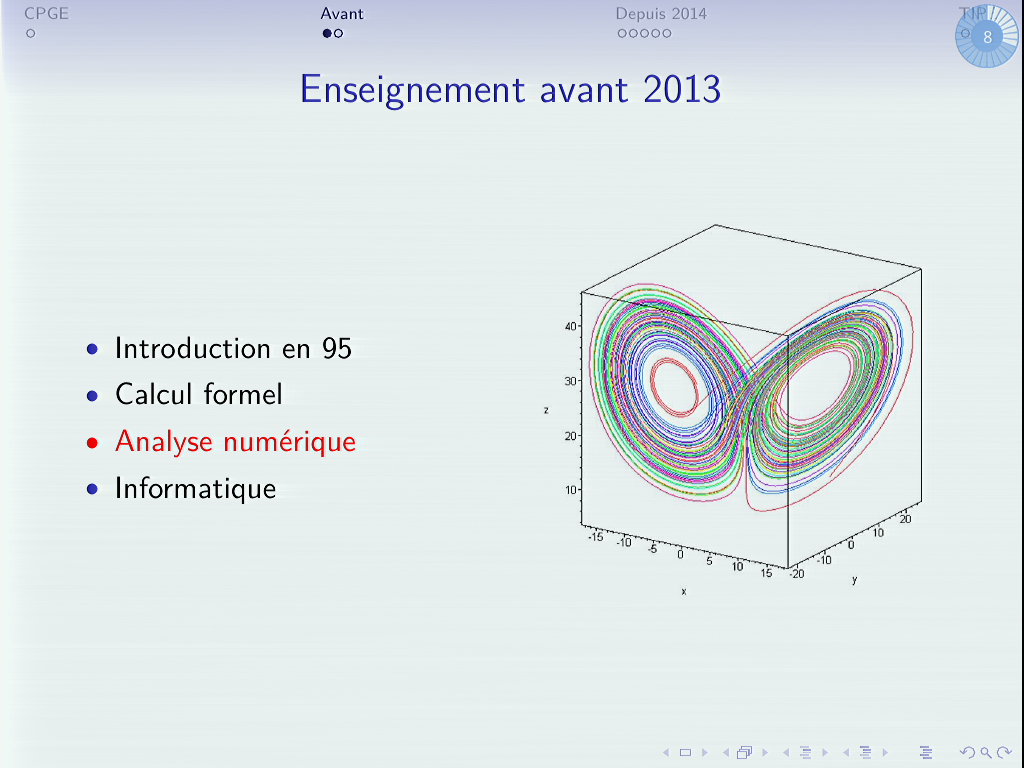 CPGE
Avant
Depuis 2014
TIP
8
Enseignement avant 2013
Introduction en 95
Calcul formel
Analyse numérique
Informatique
40
30
z
20
10
-15 -10 -5 0 5 10 15
x
-20 -10 0 10 20
y